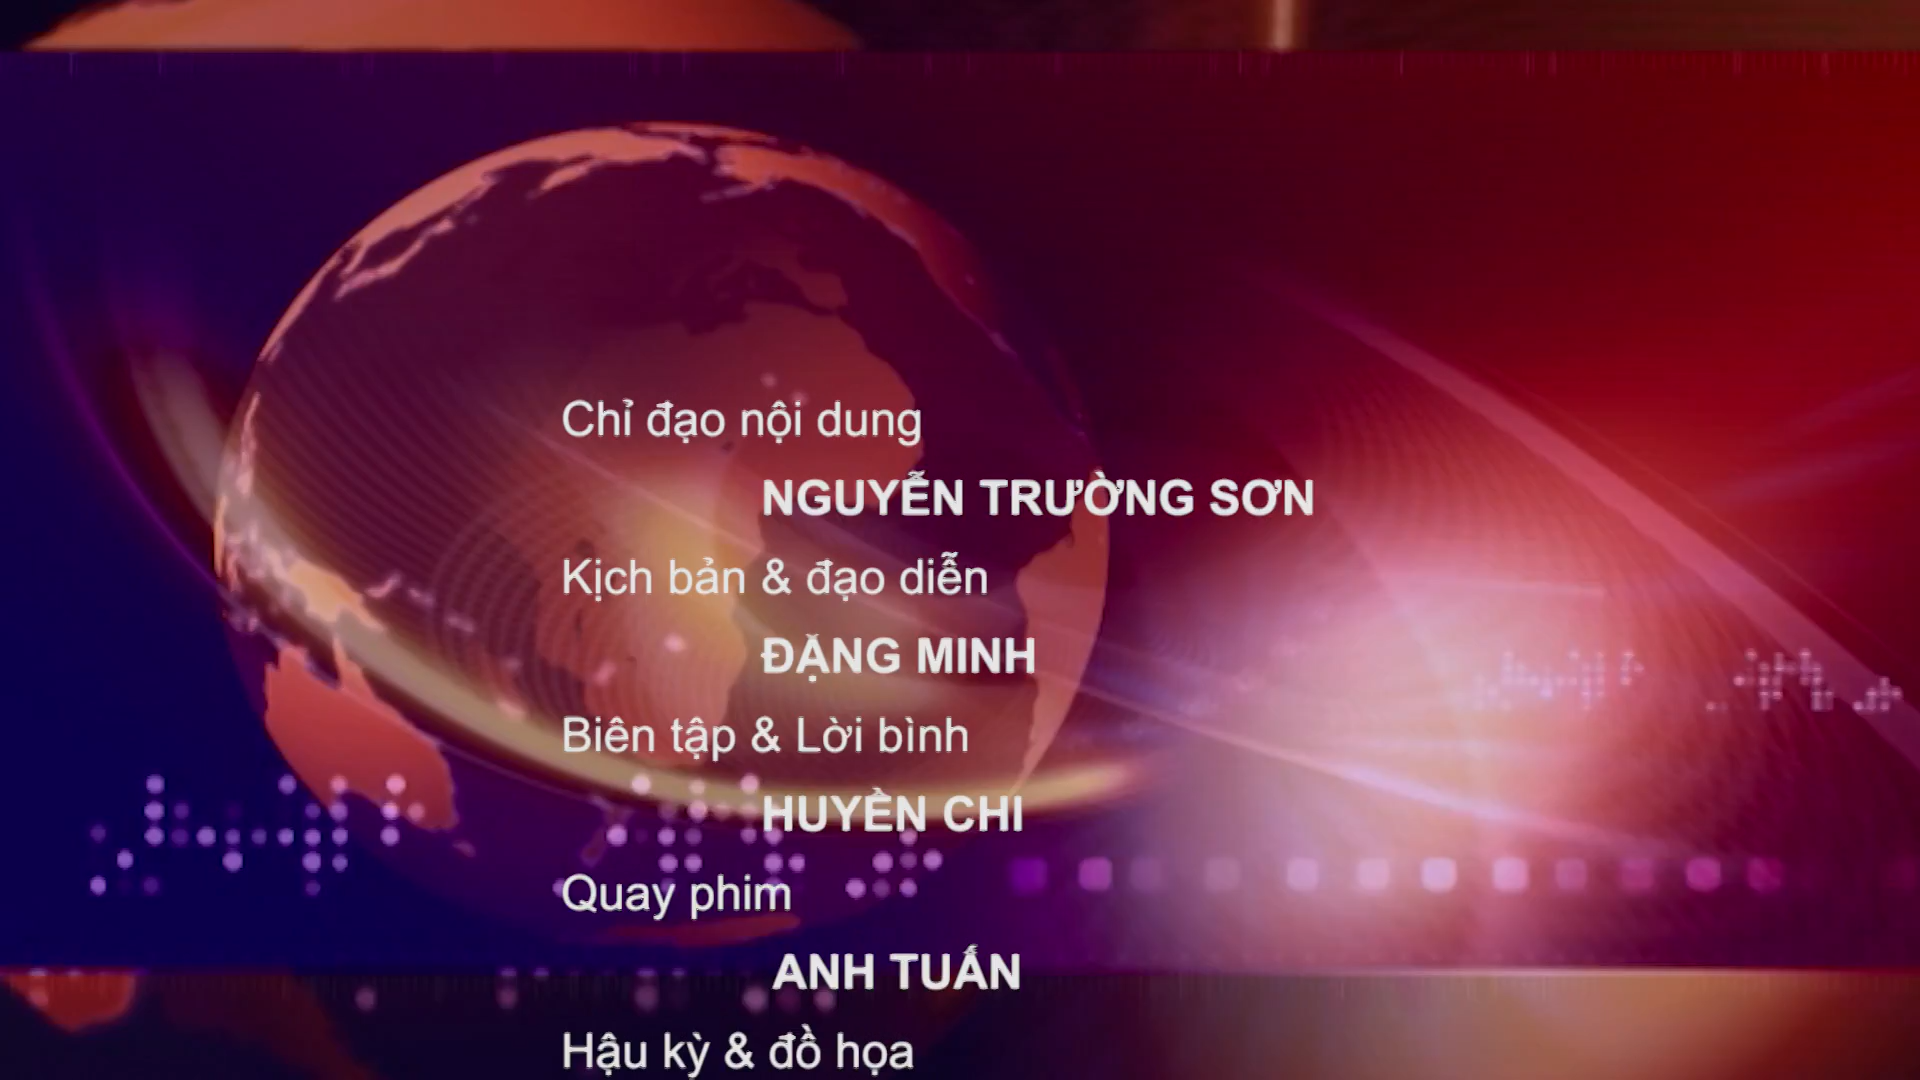 Chỉ đạo nội dung
NGUYỄN TRƯỜNG SƠN
Kịch bản & đạo diễn
ĐẶNG MINH
Biên tập & Lời bình
HUYỀN CHI
Quay phim
ANH TUẤN
Hậu kỳ & đồ họa